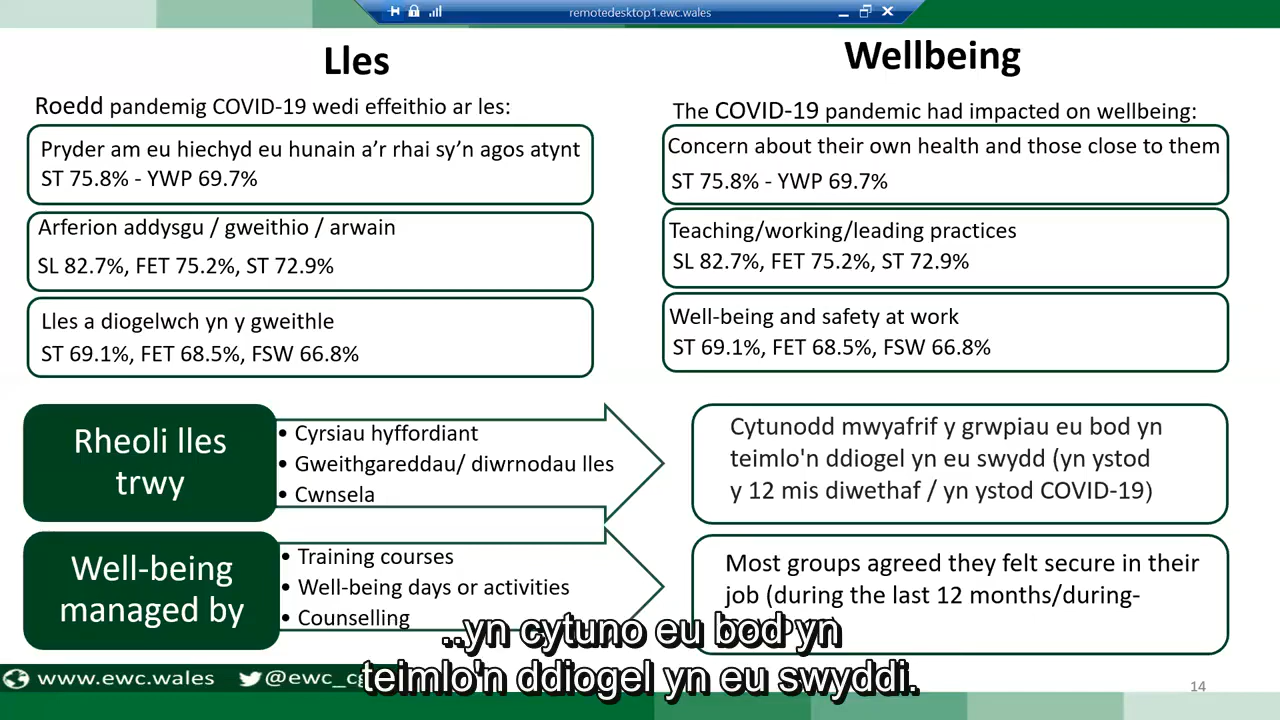 remotedesktop1.ewc.wales
Lles
Roedd pandemig COVID-19 wedi effeithio ar les:
Pryder am eu hiechyd eu hunain a'r rhai sy'n agos atynt
ST 75.8% - YWP 69.7%
Arferion addysgu / gweithio / arwain
SL 82.7%, FET 75.2%, ST 72.9%
Lles a diogelwch yn y gweithle
ST 69.1%, FET 68.5%, FSW 66.8%
Wellbeing
The COVID-19 pandemic had impacted on wellbeing:
Concern about their own health and those close to them
ST 75.8% - YWP 69.7%
Teaching/working/leading practices
SL 82.7%, FET 75.2%, ST 72.9%
Well-being and safety at work
ST 69.1%, FET 68.5%, FSW 66.8%
Rheoli lles
trwy
• Cyrsiau hyffordiant
• Gweithgareddau/ diwrnodau lles
• Cwnsela
Cytunodd mwyafrif y grwpiau eu bod yn
teimlo'n ddiogel yn eu swydd (yn ystod
y 12 mis diwethaf / yn ystod COVID-19)
Well-being
managed by
• Training courses
• Well-being days or activities
• Counselling
Most groups agreed they felt secure in their
job (during the last 12 months/during-
..yn cytuno eu bod yn
teimlo'n ddiogel yn eu swyddi.
www.ewc.wales
@ewc_cg
14